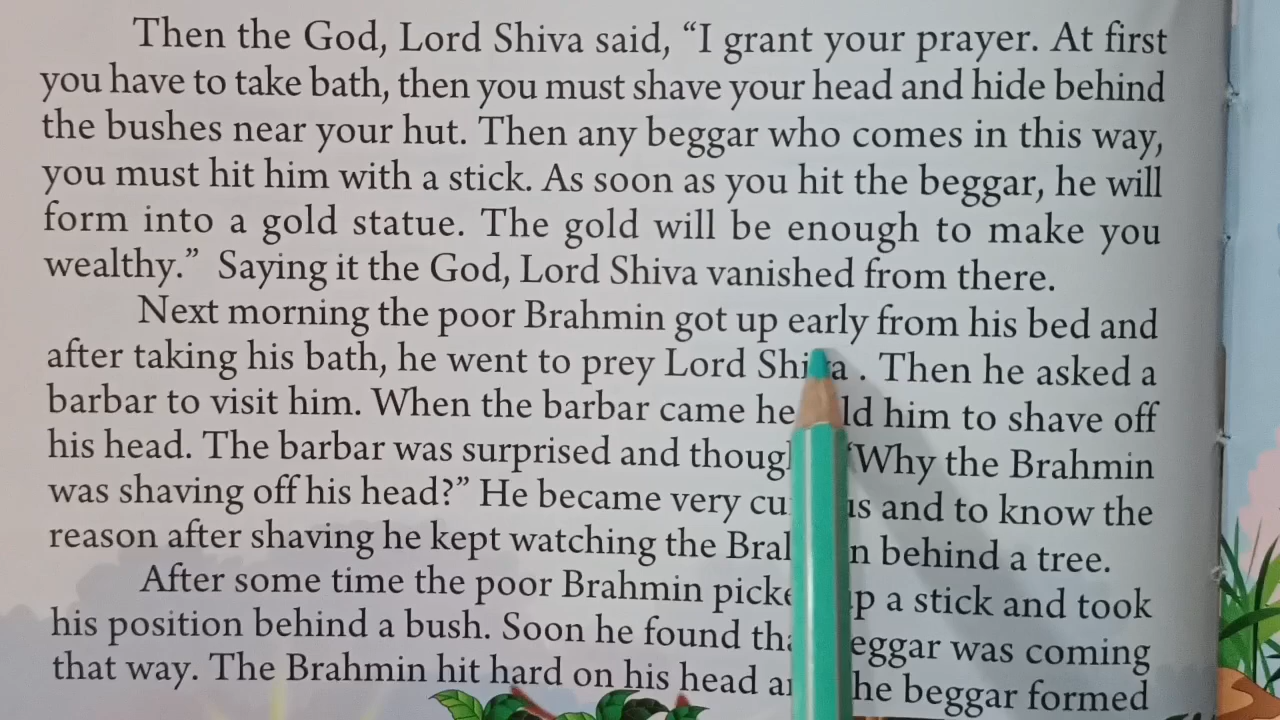 Then the God, Lord Shiva said, “I grant your prayer. At first
you have to take bath, then you must shave your head and hide behind
the bushes near your hut. Then any beggar who comes in this way,
you must hit him with a stick. As soon as you hit the beggar, he will
form into a gold statue. The gold will be enough to make you
wealthy.” Saying it the God, Lord Shiva vanished from there.
Next morning the poor Brahmin got up early from his bed and
after taking his bath, he went to prey Lord Shiva . Then he asked a
barbar to visit him. When the barbar came he him to shave off
his head. The barbar was surprised and “Why the Brahmin
was shaving off his head?” He became very and to know the
reason after shaving he kept watching the behind a tree.
After some time the poor Brahmin a stick and took
his position behind a bush. Soon he found was coming
that way. The Brahmin hit hard on his head beggar formed